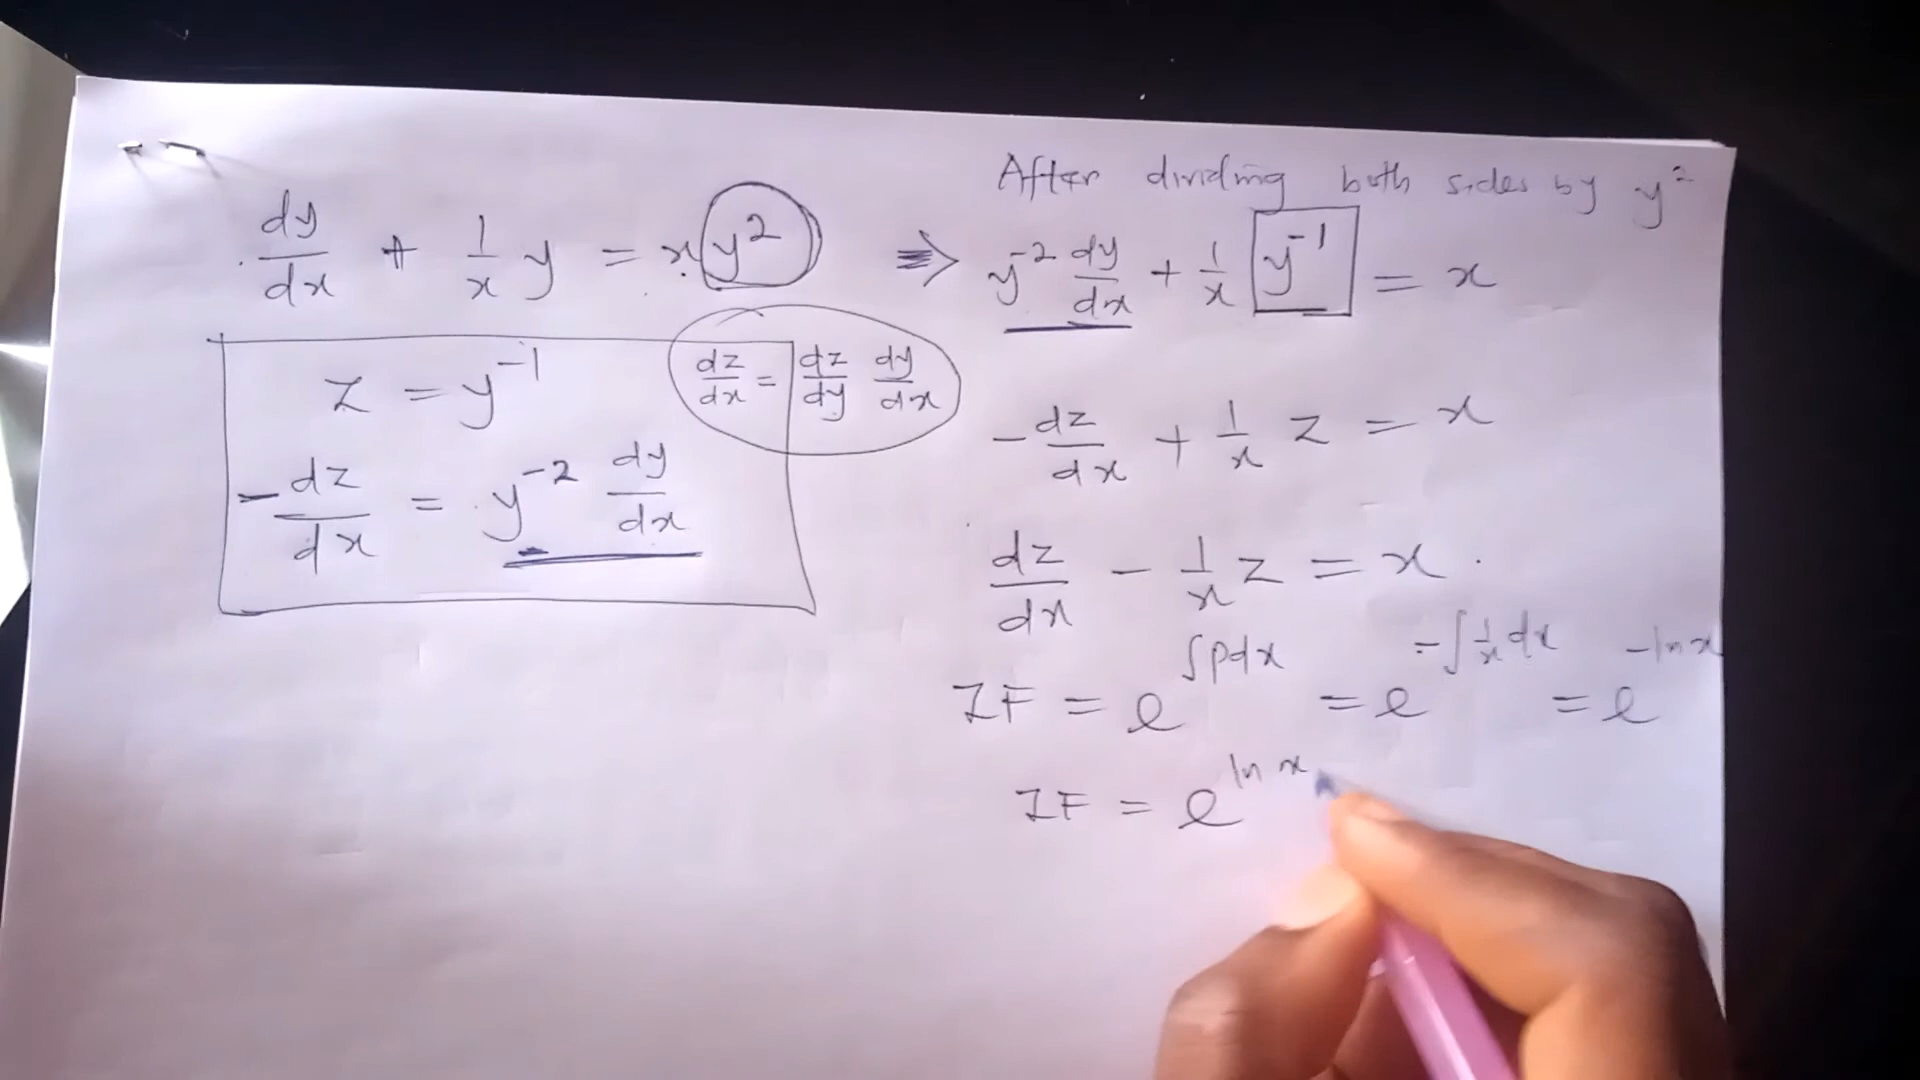 dy/dx + 1/x y = x y²
z = y⁻¹
dz/dx = dz/dy dy/dx
-dz/dx = y⁻² dy/dx
After dividing both sides by y²
⇒ y⁻² dy/dx + 1/x y⁻¹ = x
-dz/dx + 1/x z = x
dz/dx - 1/x z = x.
IF = e^∫pdx = e^-∫1/x dx = e^-ln x
IF = e^ln x